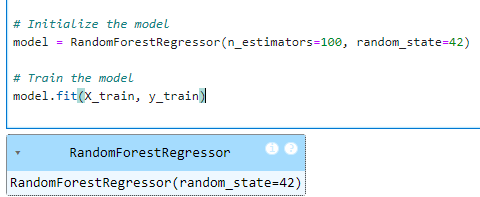 # Initialize the model
model = RandomForestRegressor(n_estimators=100, random_state=42)
# Train the model
model.fit(X_train, y_train)
▾ RandomForestRegressor i ?
RandomForestRegressor(random_state=42)